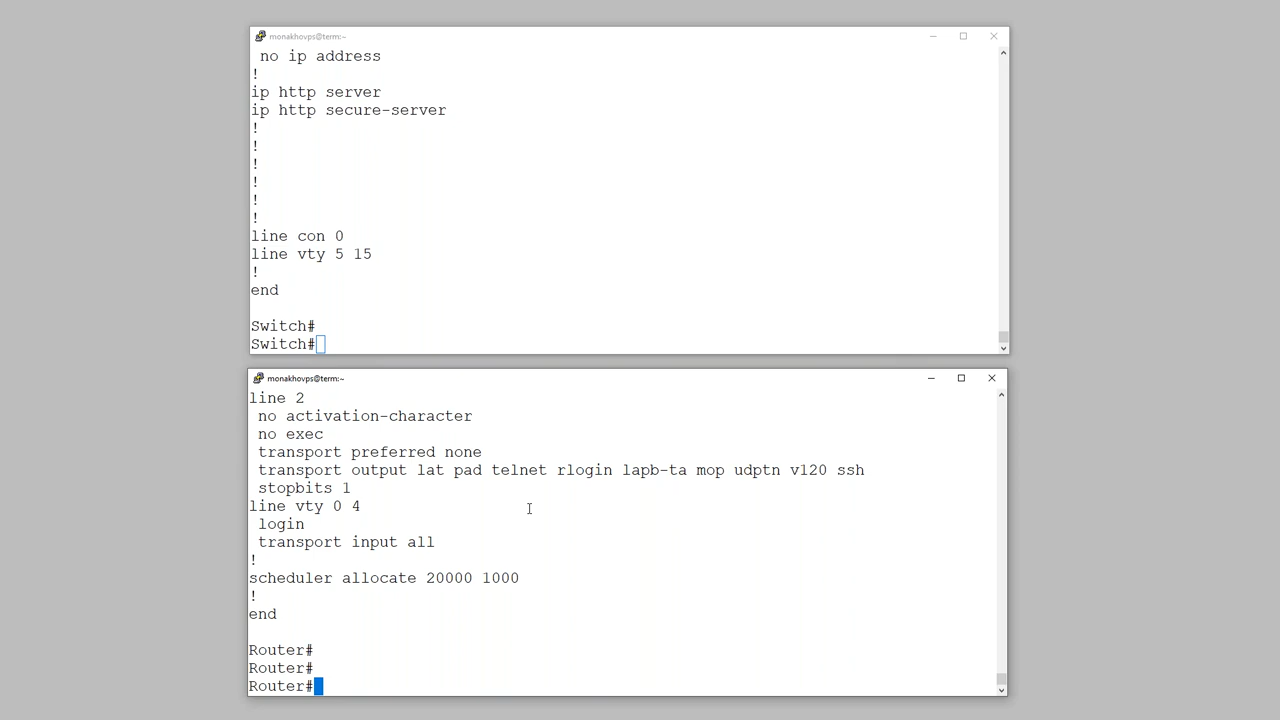 monakhovps@term:~
no ip address
!
ip http server
ip http secure-server
!
!
!
!
!
!
line con 0
line vty 5 15
!
end
Switch#
Switch#
monakhovps@term:~
line 2
no activation-character
no exec
transport preferred none
transport output lat pad telnet rlogin lapb-ta mop udptn v120 ssh
stopbits 1
line vty 0 4
login
transport input all
!
scheduler allocate 20000 1000
!
end
Router#
Router#
Router#